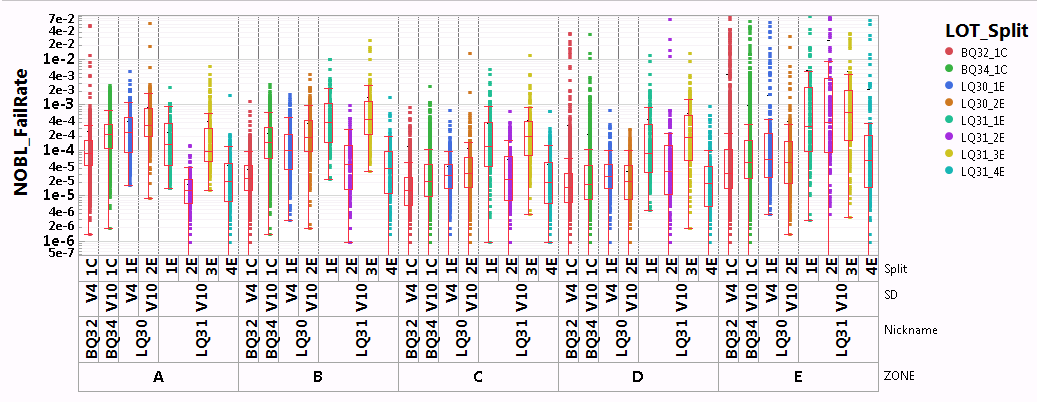 NOBL_FailRate
7e-2
4e-2
2e-2
1e-2
4e-3
2e-3
1e-3
4e-4
2e-4
1e-4
4e-5
2e-5
1e-5
4e-6
2e-6
1e-6
5e-7
LOT_Split
BQ32_1C
BQ34_1C
LQ30_1E
LQ30_2E
LQ31_1E
LQ31_2E
LQ31_3E
LQ31_4E
1C 1C 1E 2E 1E 2E 3E 4E 1C 1C 1E 2E 1E 2E 3E 4E 1C 1C 1E 2E 1E 2E 3E 4E 1C 1C 1E 2E 1E 2E 3E 4E 1C 1C 1E 2E 1E 2E 3E 4E Split
V4 V10 V4 V10 V10 V4 V10 V4 V10 V10 V4 V10 V4 V10 V10 V4 V10 V4 V10 V10 V4 V10 V4 V10 V10 SD
BQ32 BQ34 LQ30 LQ31 BQ32 BQ34 LQ30 LQ31 BQ32 BQ34 LQ30 LQ31 BQ32 BQ34 LQ30 LQ31 BQ32 BQ34 LQ30 LQ31 Nickname
A B C D E ZONE